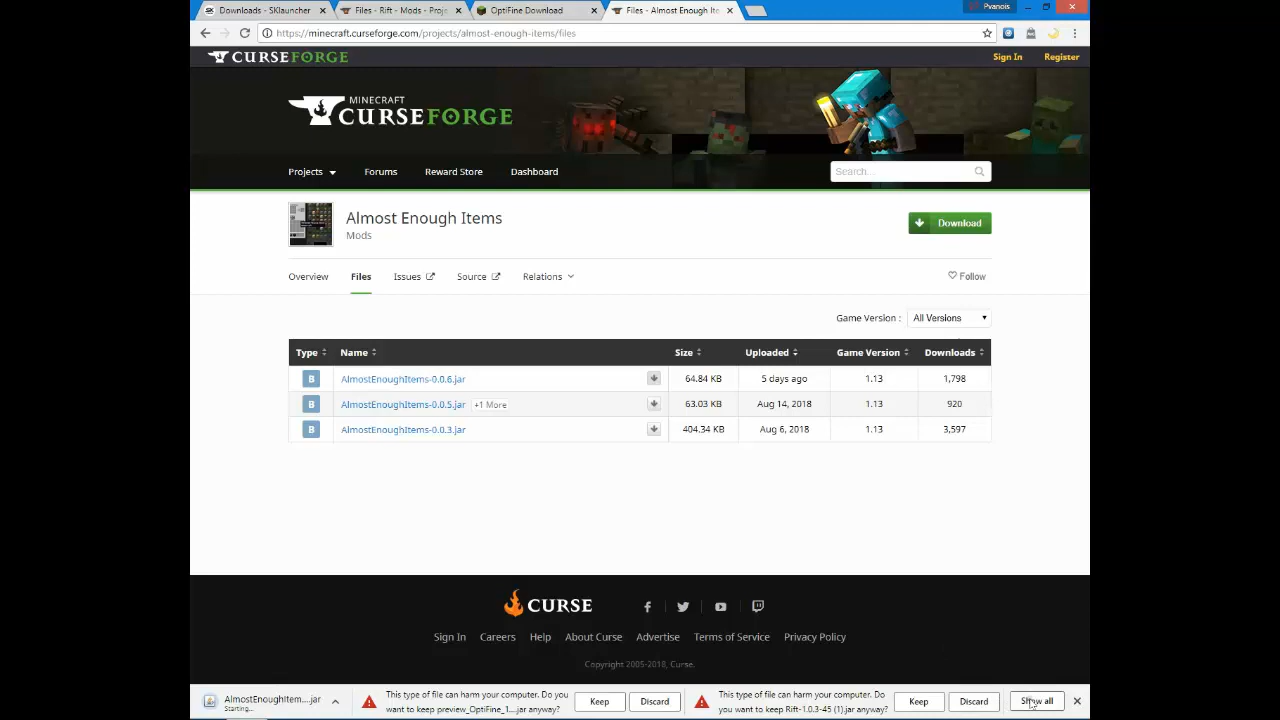 Downloads - SKlauncher
Files - Rift - Mods - Proje
OptiFine Download
Files - Almost Enough Ite
Pvanois
https://minecraft.curseforge.com/projects/almost-enough-items/files
CURSEFORGE
Sign In
Register
MINECRAFT
CURSEFORGE
Projects
Forums
Reward Store
Dashboard
Search...
Almost Enough Items
Mods
Download
Overview
Files
Issues
Source
Relations
Follow
Game Version :
All Versions
Type Name Size Uploaded Game Version Downloads
B AlmostEnoughItems-0.0.6.jar 64.84 KB 5 days ago 1.13 1,798
B AlmostEnoughItems-0.0.5.jar +1 More 63.03 KB Aug 14, 2018 1.13 920
B AlmostEnoughItems-0.0.3.jar 404.34 KB Aug 6, 2018 1.13 3,597
CURSE
Sign In Careers Help About Curse Advertise Terms of Service Privacy Policy
Copyright 2005-2018, Curse.
AlmostEnoughItem....jar
Starting...
This type of file can harm your computer. Do you
want to keep preview_OptiFine_1....jar anyway?
Keep
Discard
This type of file can harm your computer. Do
you want to keep Rift-1.0.3-45 (1).jar anyway?
Keep
Discard
Show all